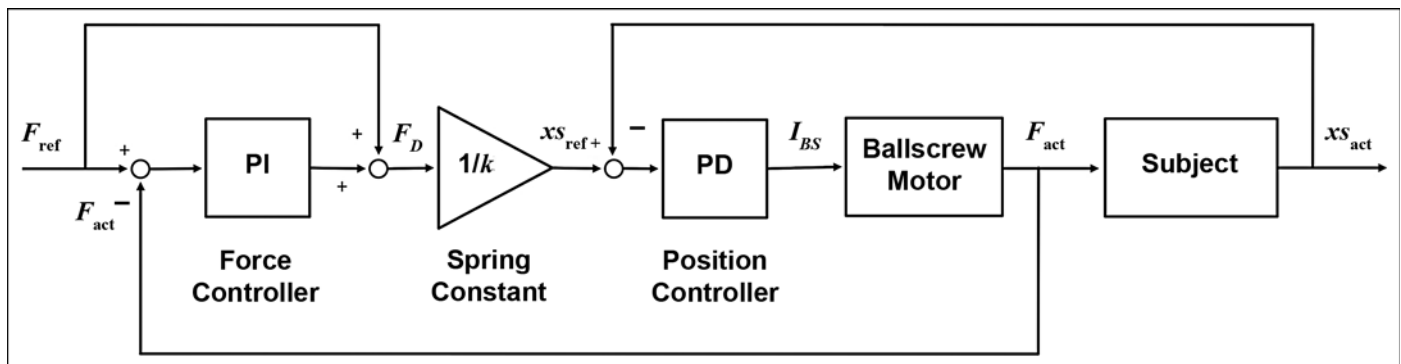 F_ref
+
F_act
−
PI
Force
Controller
+
+
F_D
1/k
Spring
Constant
xs_ref +
−
PD
Position
Controller
I_BS
Ballscrew
Motor
F_act
Subject
xs_act